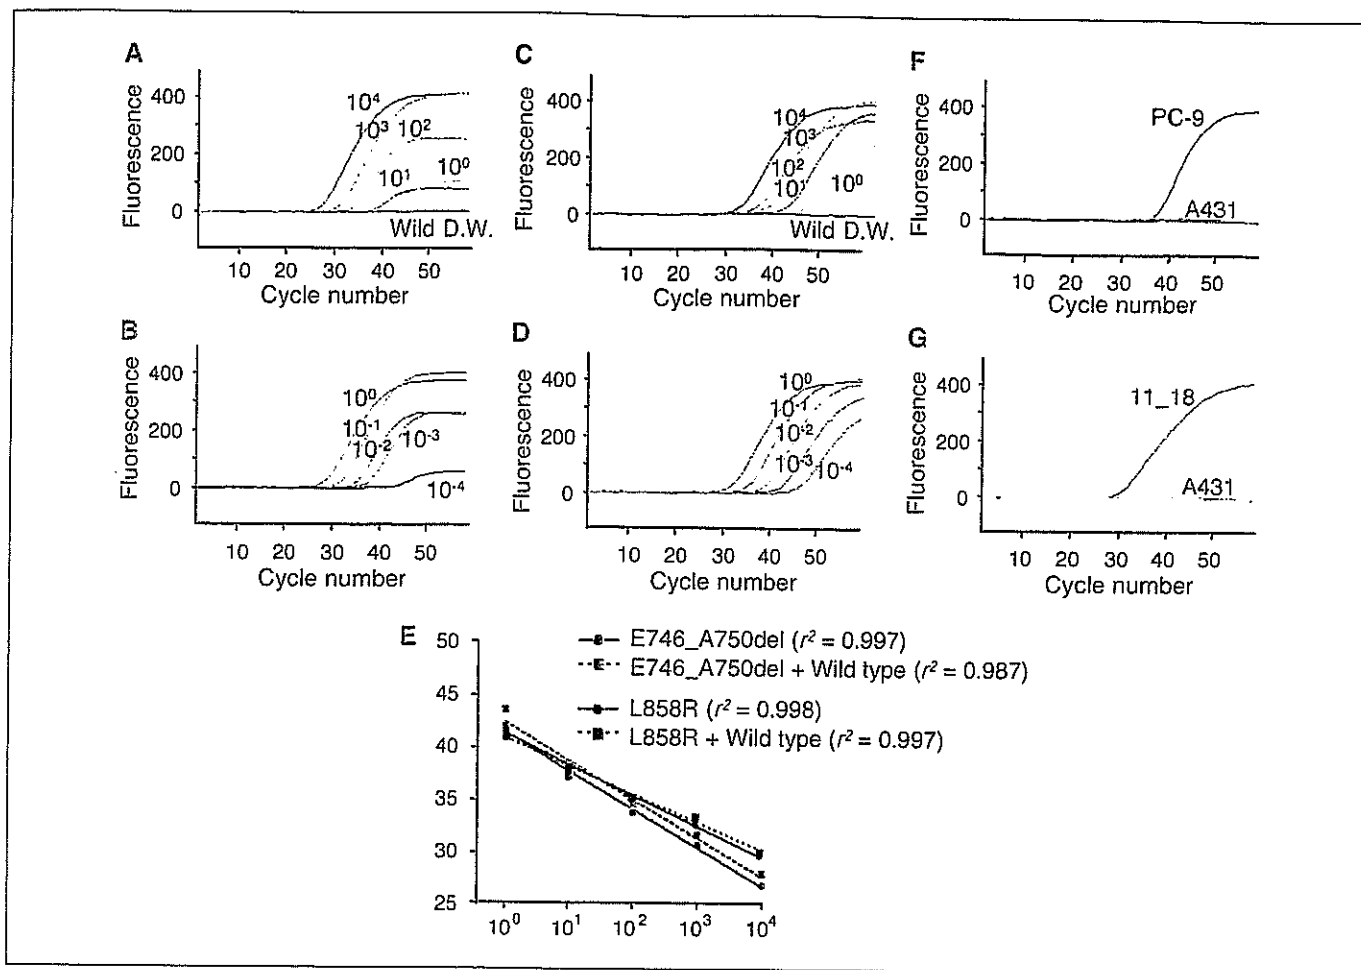 A
Fluorescence
400
200
0
10⁴
10³
10²
10¹
10⁰
Wild D.W.
10 20 30 40 50
Cycle number
C
Fluorescence
400
200
0
10⁴
10³
10²
10¹
10⁰
Wild D.W.
10 20 30 40 50
Cycle number
F
Fluorescence
400
200
0
PC-9
A431
10 20 30 40 50
Cycle number
B
Fluorescence
400
200
0
10⁰
10⁻¹
10⁻²
10⁻³
10⁻⁴
10 20 30 40 50
Cycle number
D
Fluorescence
400
200
0
10⁰
10⁻¹
10⁻²
10⁻³
10⁻⁴
10 20 30 40 50
Cycle number
G
Fluorescence
400
200
0
11_18
A431
10 20 30 40 50
Cycle number
E
50
45
40
35
30
25
10⁰ 10¹ 10² 10³ 10⁴
E746_A750del (r² = 0.997)
E746_A750del + Wild type (r² = 0.987)
L858R (r² = 0.998)
L858R + Wild type (r² = 0.997)